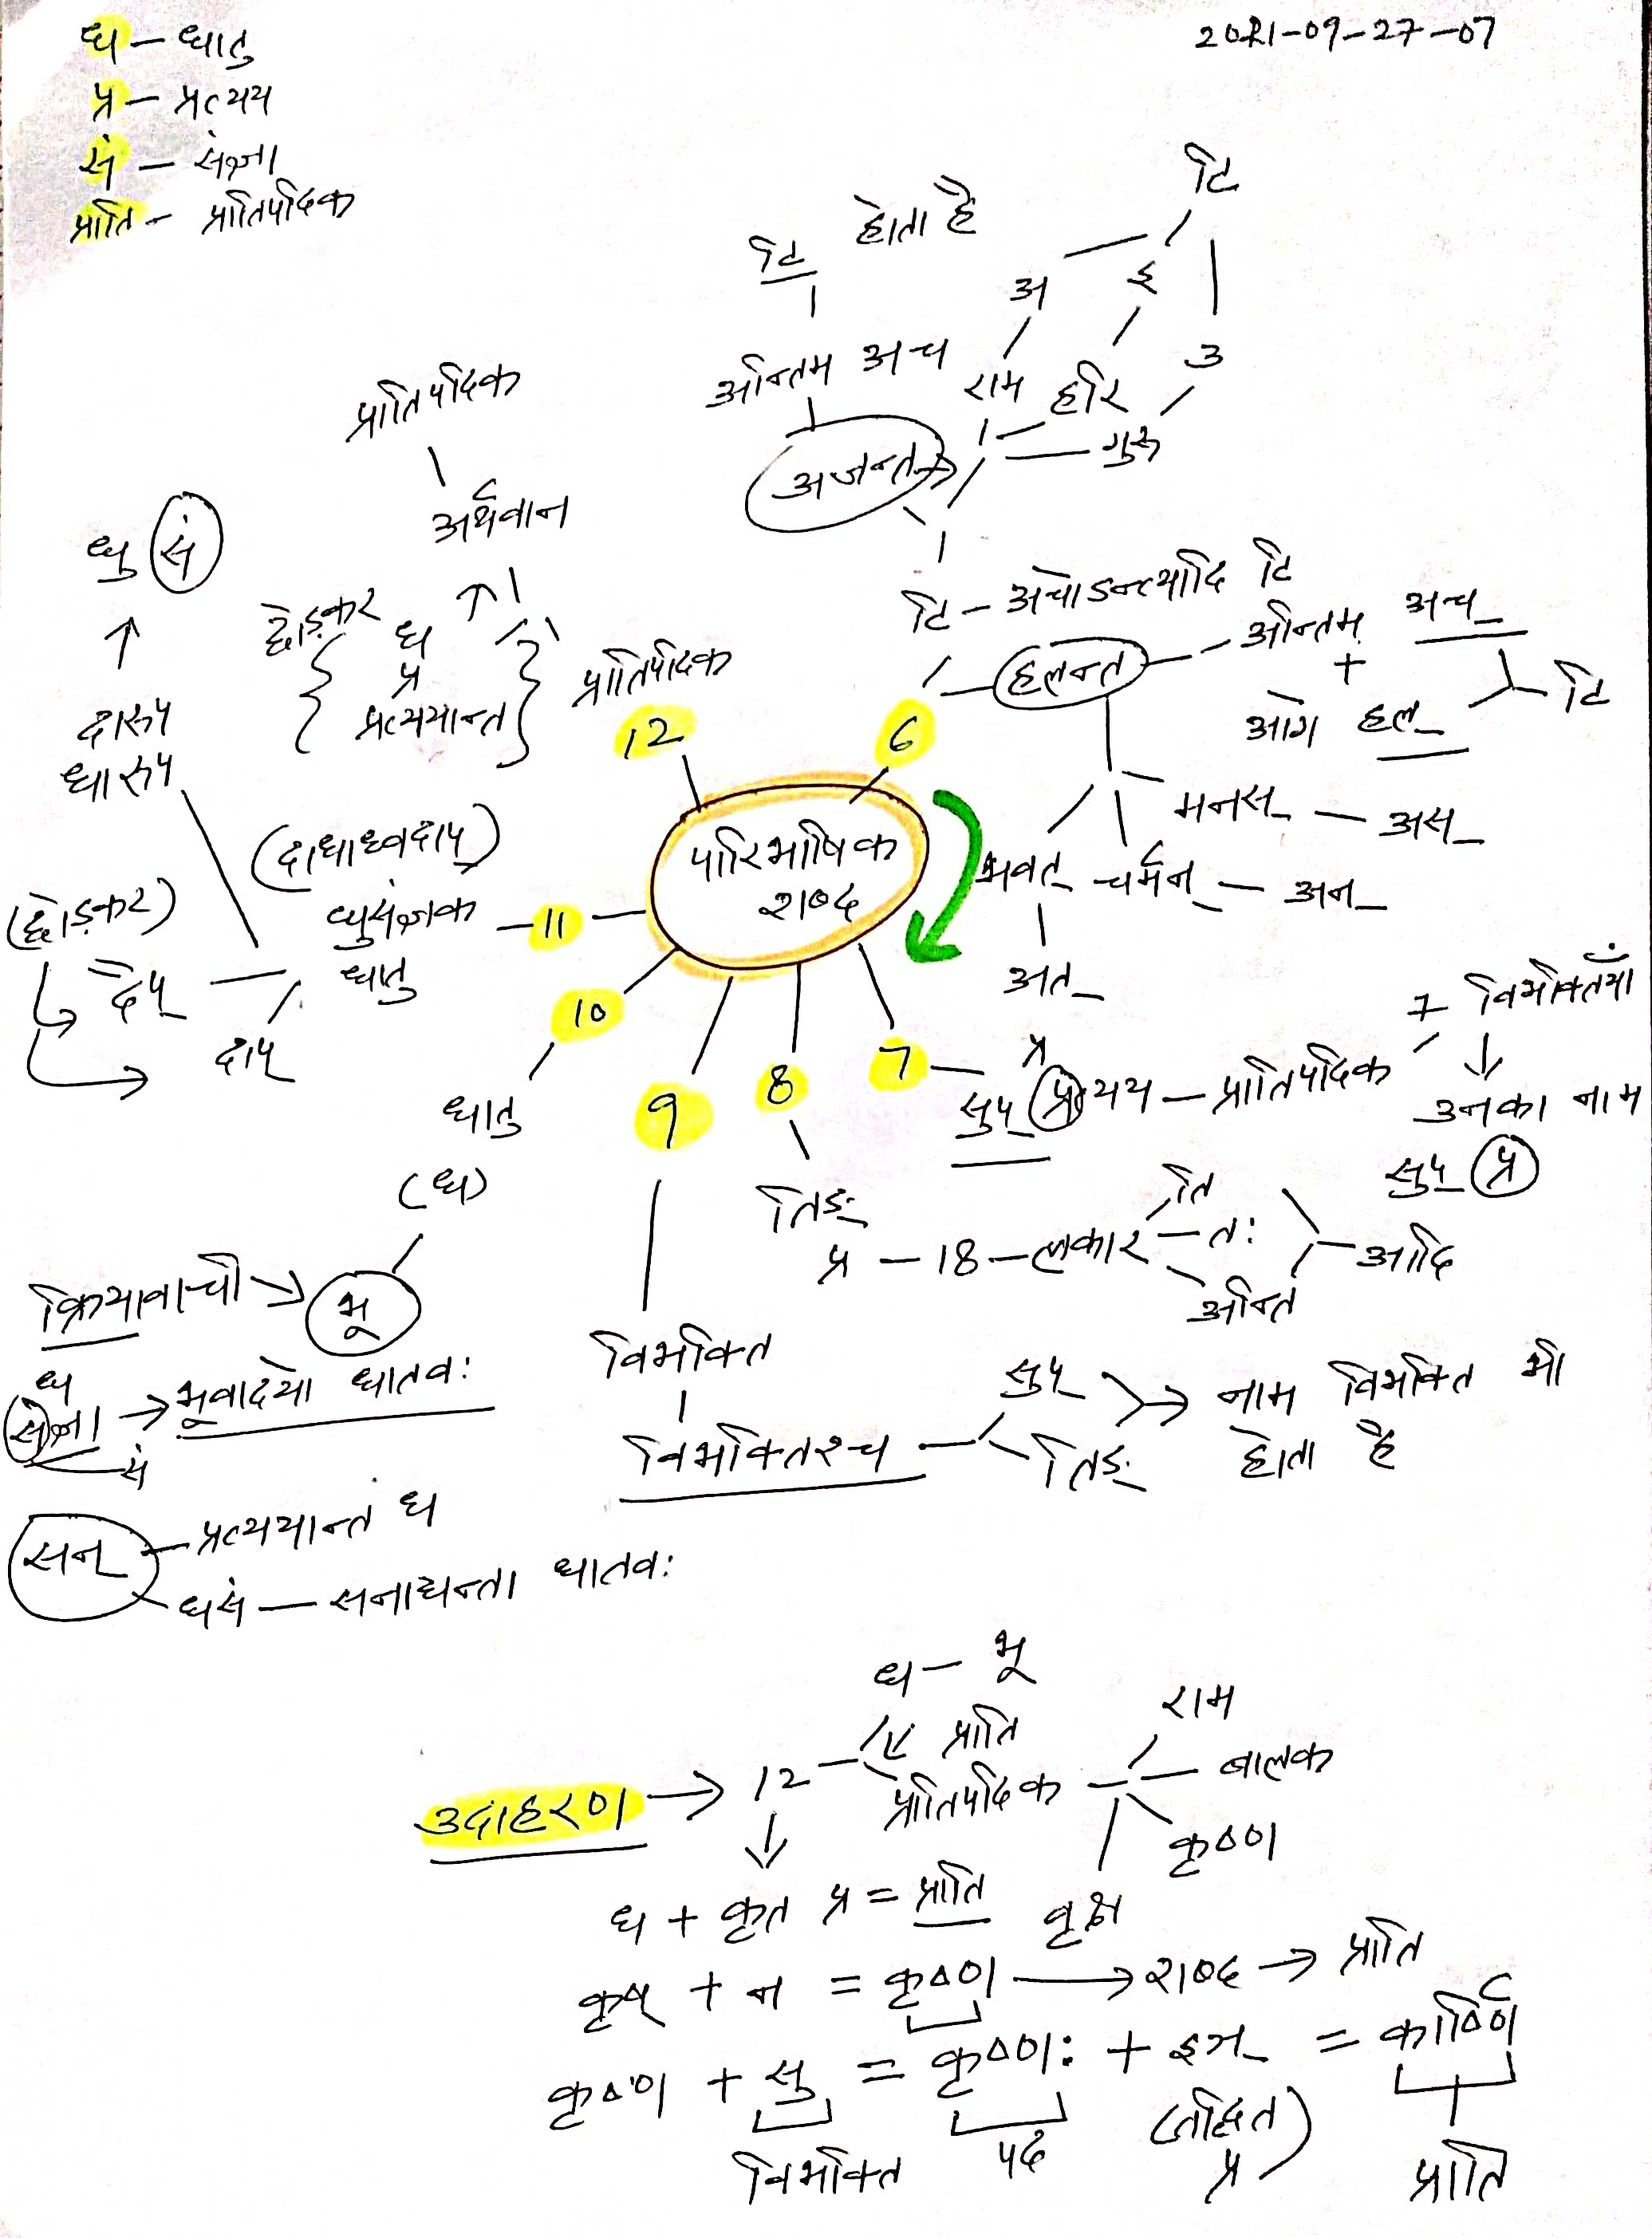 ध — धातु
प्र — प्रत्यय
सं — संज्ञा
प्राति - प्रातिपदिक
2021-09-27-07
टि
टि होता है
अ इ उ
अन्तिम अच
राम हरि गुरु
अजन्त
टि - अचोऽन्त्यादि टि
हलन्त — अन्तिम अच्
+
आगे हल्
टि
मनस् — अस्
भवत् चर्मन् — अन्
अत्
प्रातिपदिक
अर्थवान
छोड़कर
{ ध
प्र
प्रत्ययान्त }
प्रातिपदिक
12
6
घु सं
↑
दारूप
धारूप
(दाधाध्वदाप्)
घुसंज्ञक
धातु
11
(छोड़कर)
दैप्
दाप्
पारिभाषिक
शब्द
10
धातु
(ध)
9
8
7
प्र
सुप् प्रत्यय — प्रातिपदिक
7 विभक्तियाँ
↓
उनका नाम
सुप् प्र
तिङ्
प्र — 18 — लकार
ति
तः
अन्ति
आदि
क्रियावाची → भू
ध
संज्ञा → भूवादयो धातवः
सं
विभक्ति
विभक्तिश्च
सुप्
तिङ्
→ नाम विभक्ति भी
होता है
सन्
प्रत्ययान्त ध
धसं — सनाद्यन्ता धातवः
उदाहरण → 12
ध — भू
प्राति
प्रातिपदिक
राम
बालक
कृष्ण
वृक्ष
↓
ध + कृत प्र = प्राति
कृष् + न = कृष्ण → शब्द → प्राति
कृष्ण + सु = कृष्णः + इञ् = कार्ष्णि
विभक्ति
पद
(तद्धित
प्र)
प्राति